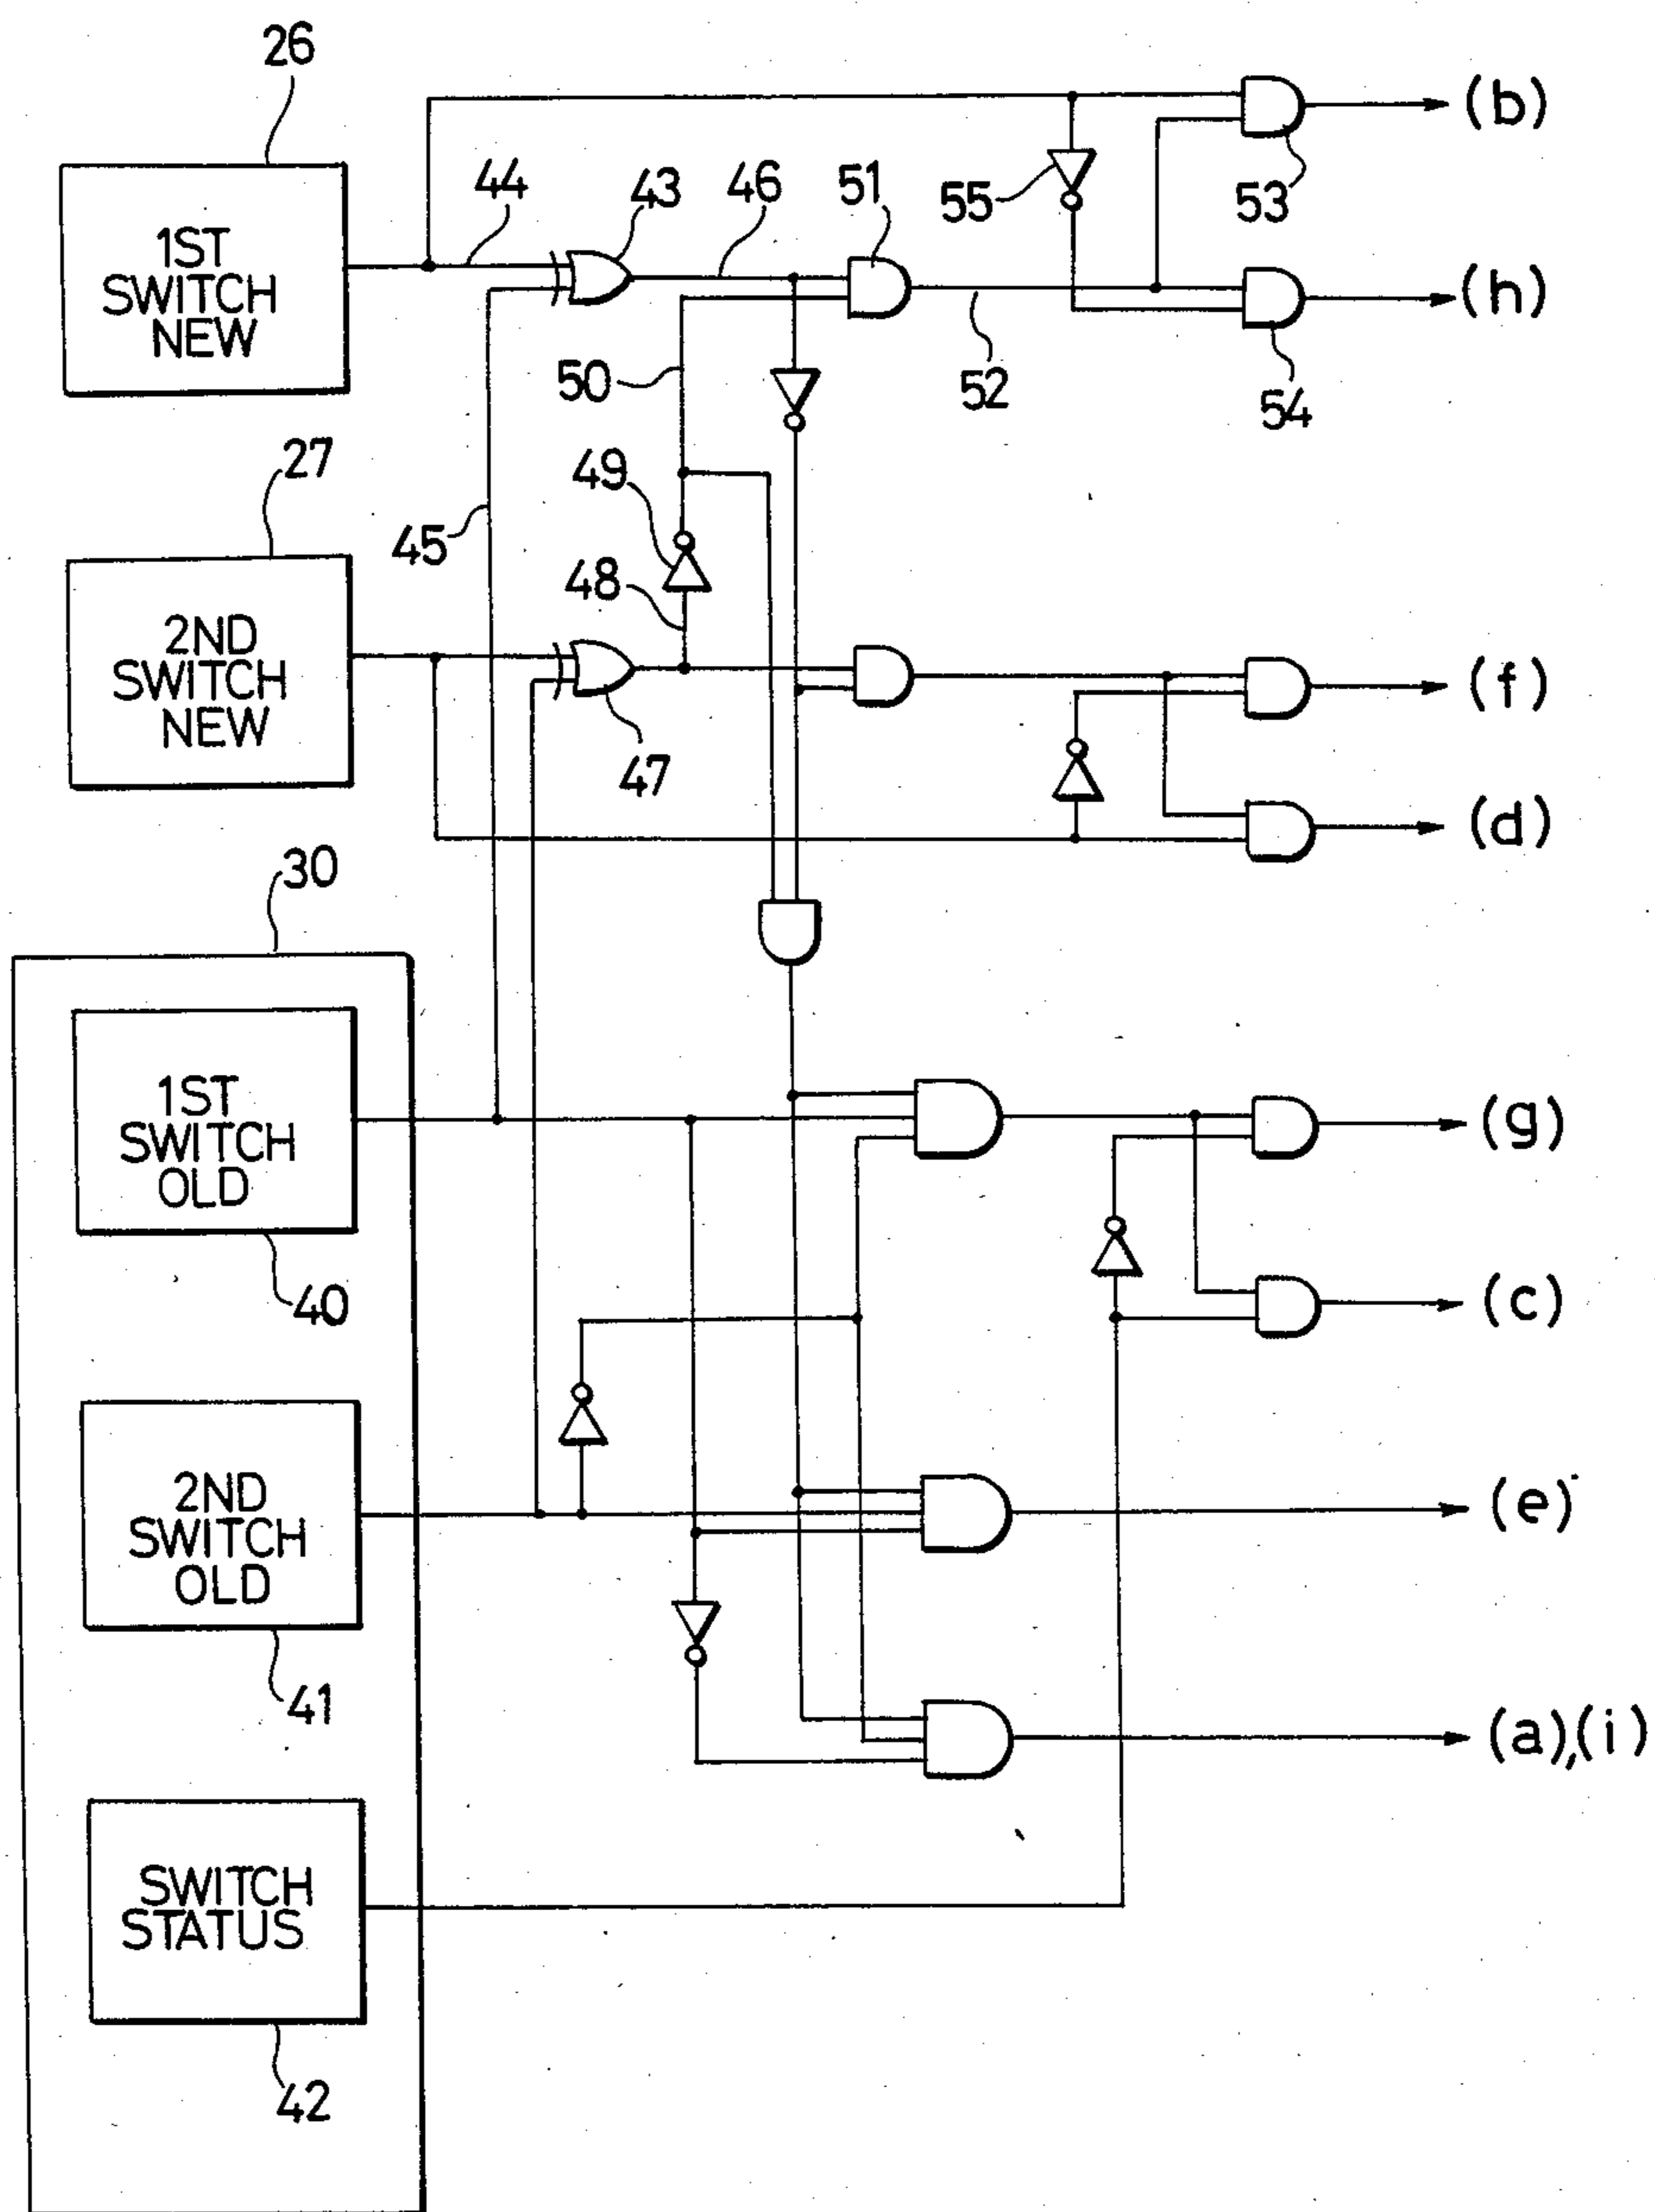 26
(b)
44
43
46
51
55
53
1ST
SWITCH
NEW
(h)
50
52
54
27
49
45
48
2ND
SWITCH
NEW
(f)
47
(d)
30
1ST
SWITCH
OLD
(g)
40
(c)
2ND
SWITCH
OLD
(e)
41
(a),(i)
SWITCH
STATUS
42